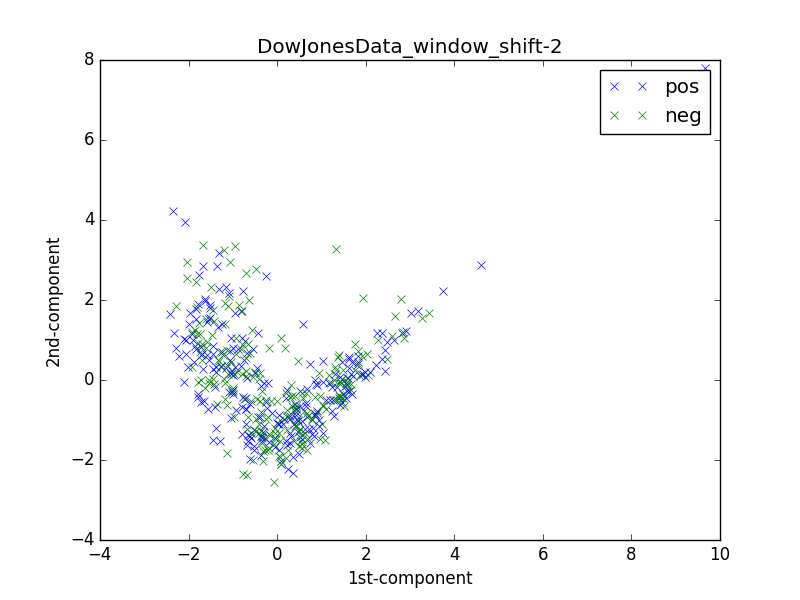 DowJonesData_window_shift-2
8
6
4
2
0
−2
−4
2nd-component
pos
neg
−4 −2 0 2 4 6 8 10
1st-component